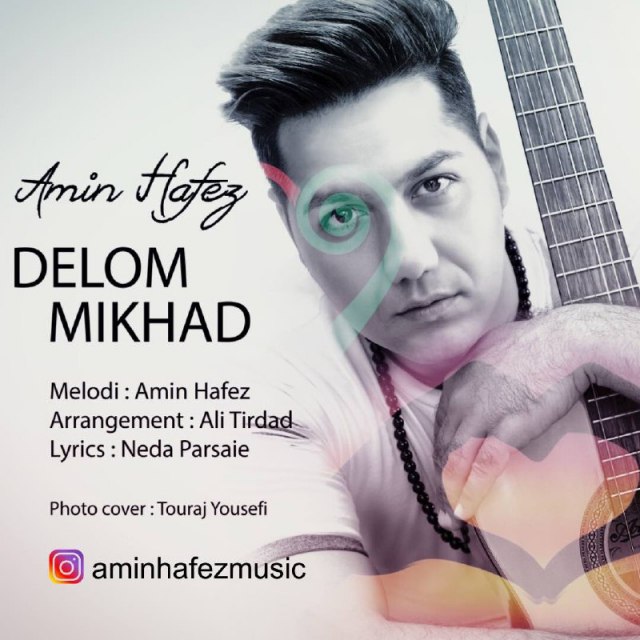 Amin Hafez
DELOM
MIKHAD
Melodi : Amin Hafez
Arrangement : Ali Tirdad
Lyrics : Neda Parsaie
Photo cover : Touraj Yousefi
aminhafezmusic